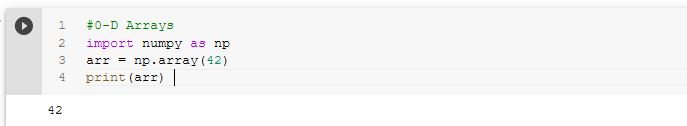 1 #0-D Arrays
2 import numpy as np
3 arr = np.array(42)
4 print(arr)
42